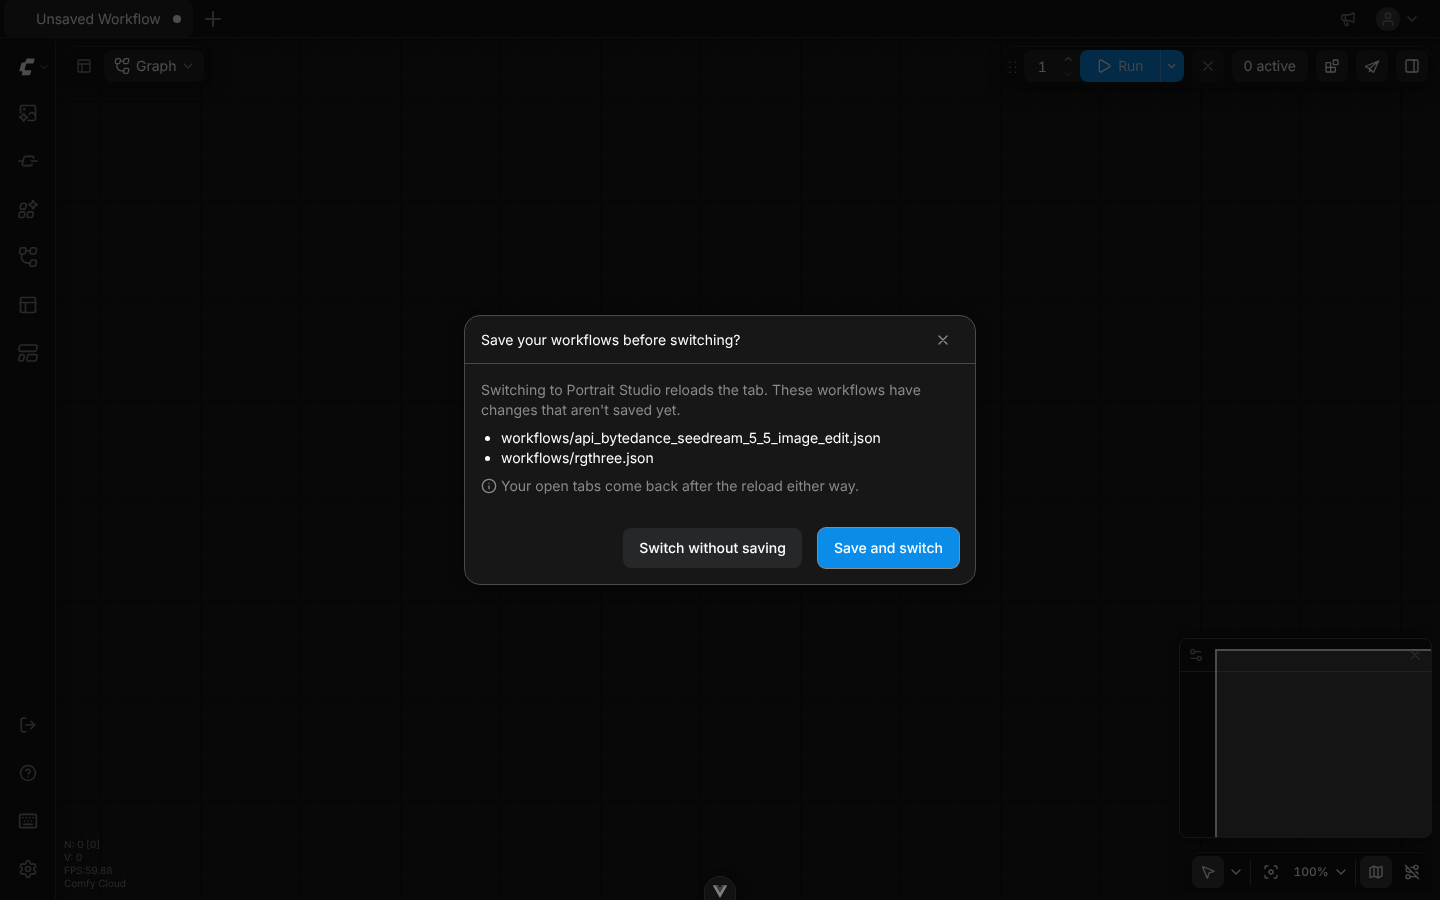 Unsaved Workflow
Graph
1
Run
0 active
Save your workflows before switching?
Switching to Portrait Studio reloads the tab. These workflows have
changes that aren't saved yet.
workflows/api_bytedance_seedream_5_5_image_edit.json
workflows/rgthree.json
Your open tabs come back after the reload either way.
Switch without saving
Save and switch
N: 0 [0]
V: 0
FPS:59.88
Comfy Cloud
100%